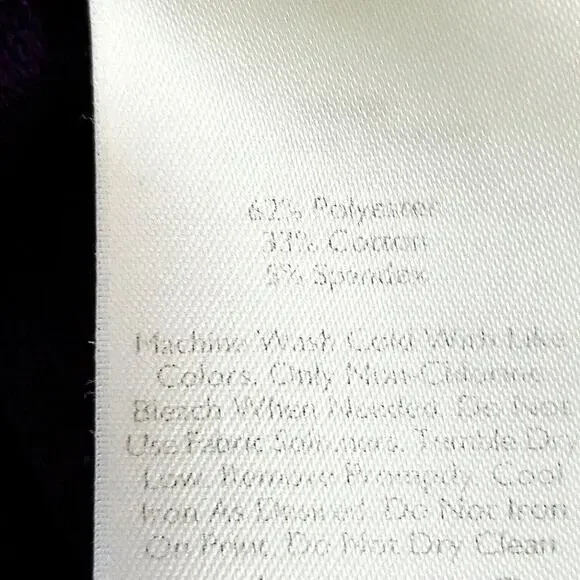 62% Polyester
33% Cotton
5% Spandex
Machine Wash Cold With Like
Colors. Only Non-Chlorine
Bleach When Needed. Do Not
Use Fabric Softeners. Tumble Dry
Low. Remove Promptly. Cool
Iron As Desired. Do Not Iron
On Print. Do Not Dry Clean